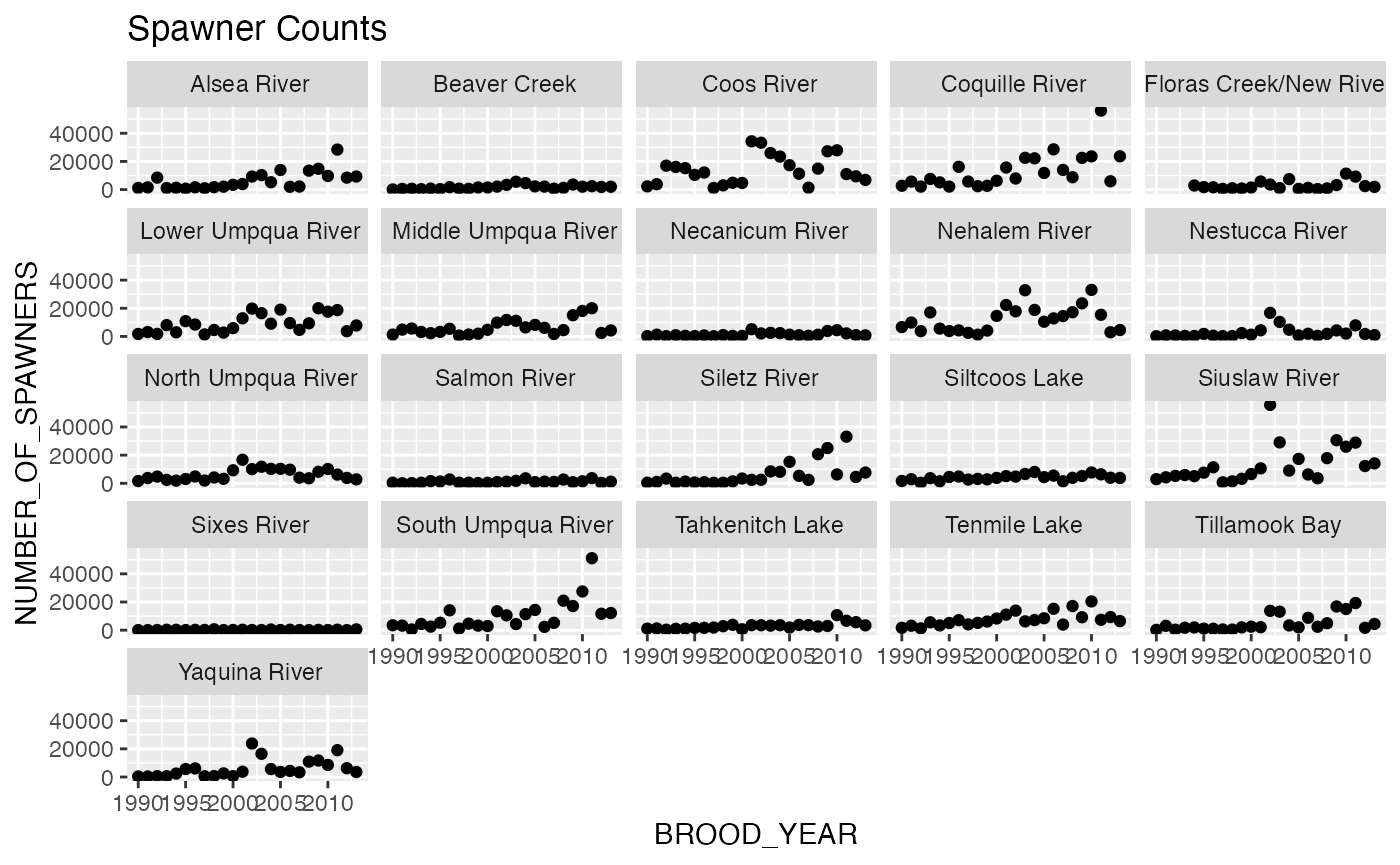 Spawner Counts
Alsea River Beaver Creek Coos River Coquille River Floras Creek/New Rive
40000
20000
0
Lower Umpqua River Middle Umpqua River Necanicum River Nehalem River Nestucca River
40000
20000
0
North Umpqua River Salmon River Siletz River Siltcoos Lake Siuslaw River
40000
20000
0
Sixes River South Umpqua River Tahkenitch Lake Tenmile Lake Tillamook Bay
40000
20000
0
1990 1995 2000 2005 2010 1990 1995 2000 2005 2010 1990 1995 2000 2005 2010 1990 1995 2000 2005 2010
Yaquina River
40000
20000
0
1990 1995 2000 2005 2010
BROOD_YEAR
NUMBER_OF_SPAWNERS